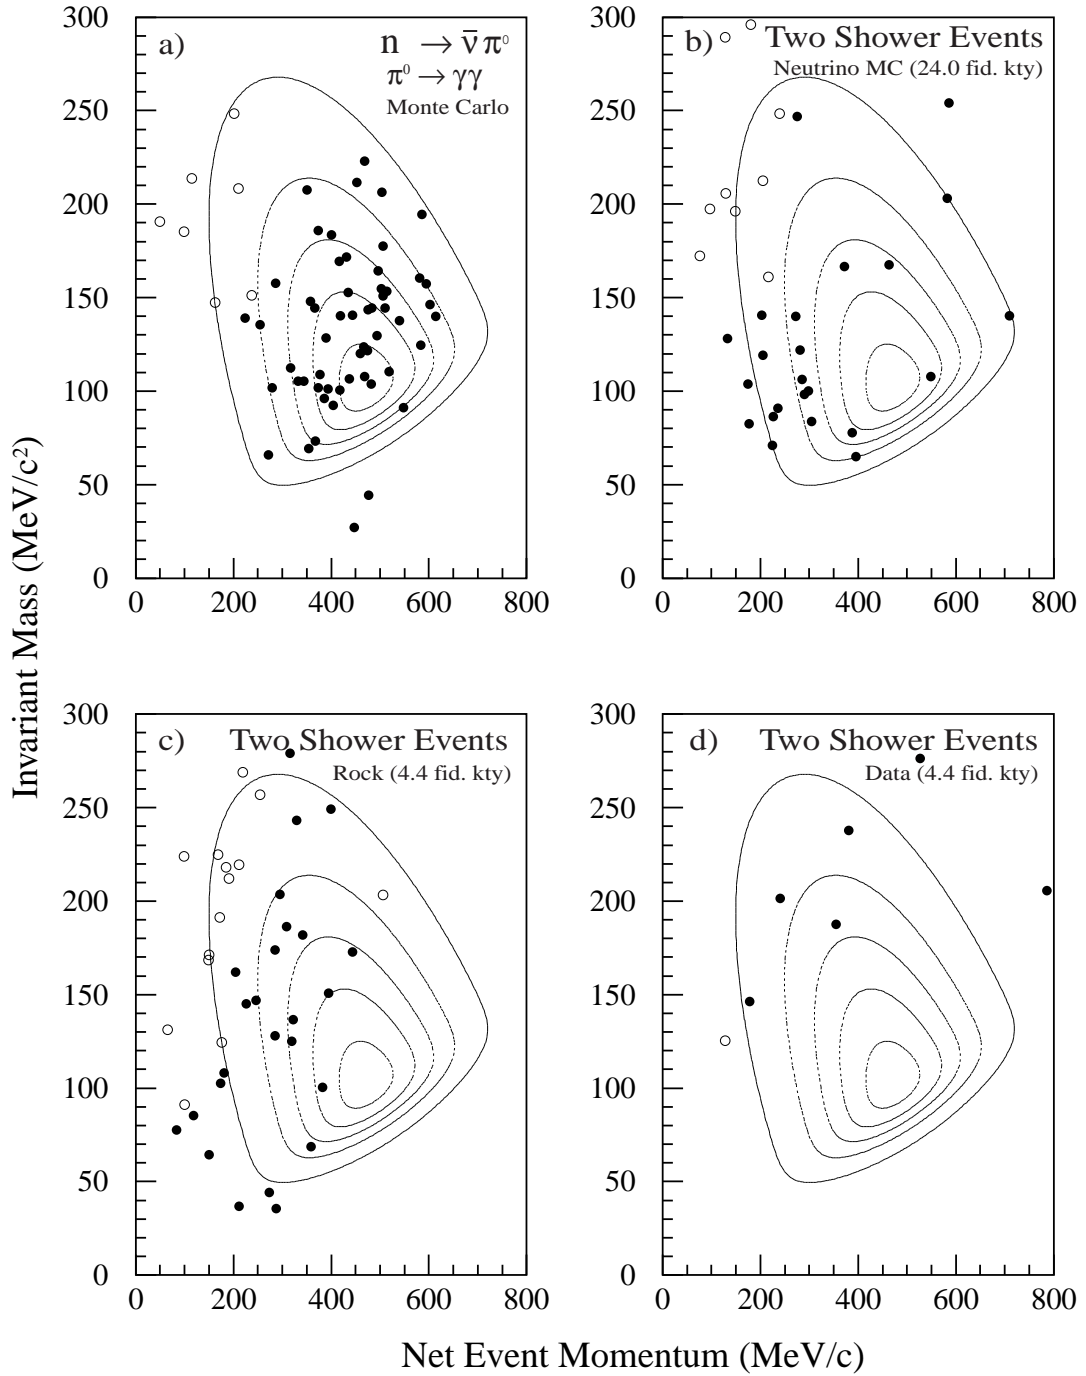 300
250
200
150
100
50
0
0 200 400 600 800
a)
n → ν̄ π⁰
π⁰ → γγ
Monte Carlo
300
250
200
150
100
50
0
0 200 400 600 800
b)
Two Shower Events
Neutrino MC (24.0 fid. kty)
Invariant Mass (MeV/c²)
300
250
200
150
100
50
0
0 200 400 600 800
c)
Two Shower Events
Rock (4.4 fid. kty)
300
250
200
150
100
50
0
0 200 400 600 800
d)
Two Shower Events
Data (4.4 fid. kty)
Net Event Momentum (MeV/c)